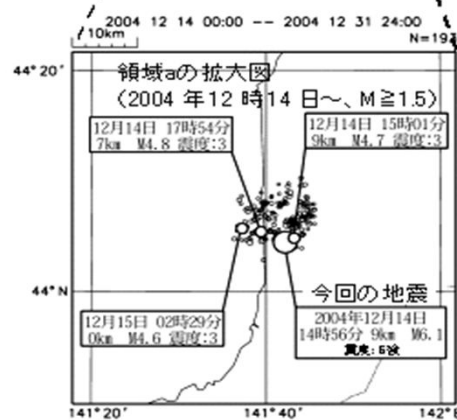 2004 12 14 00:00 -- 2004 12 31 24:00
10km
N=193
44°20'
領域aの拡大図
(2004 年12 時14 日～、M≧1.5)
12月14日 17時54分
7km M4.8 震度:3
12月14日 15時01分
9km M4.7 震度:3
44°N
今回の地震
12月15日 02時29分
0km M4.6 震度:3
2004年12月14日
14時56分 9km M6.1
震度:5強
141°20'
141°40'
142°